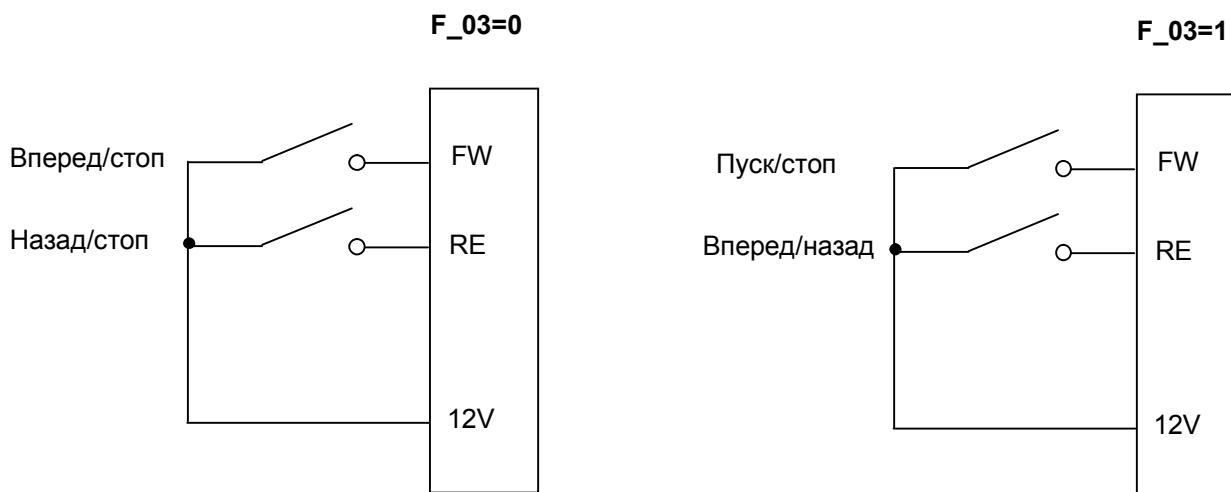 F_03=0
Вперед/стоп
FW
Назад/стоп
RE
12V
F_03=1
Пуск/стоп
FW
Вперед/назад
RE
12V